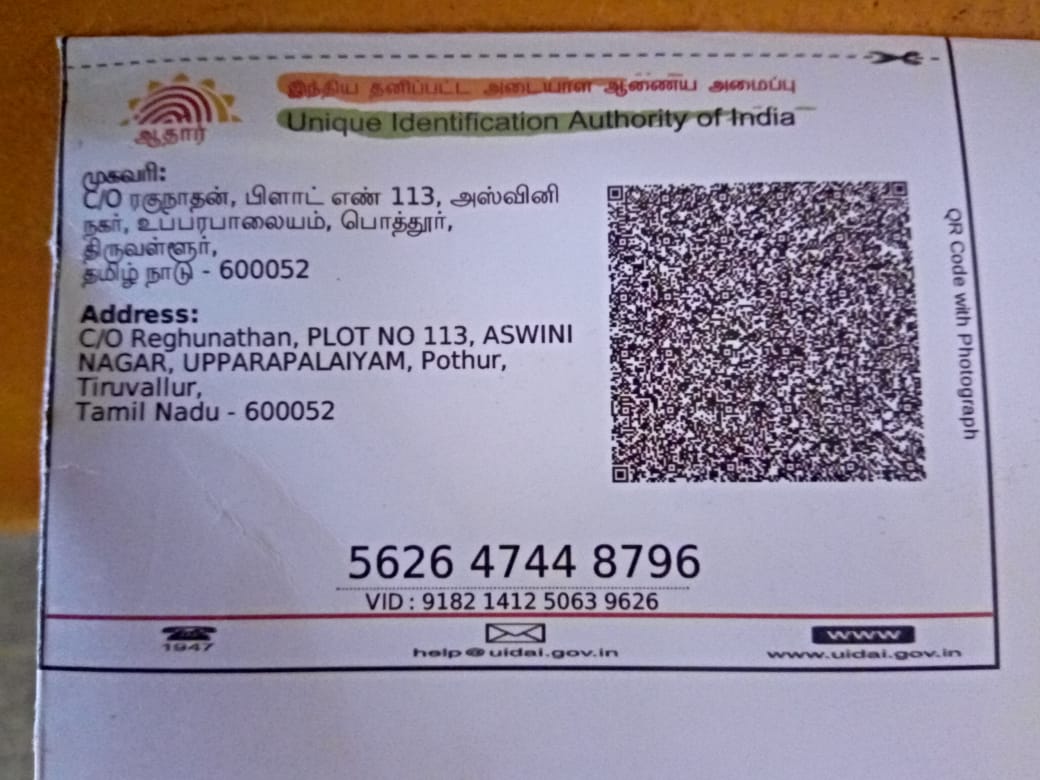 இந்திய தனிப்பட்ட அடையாள ஆணைய அமைப்பு
ஆதார்
Unique Identification Authority of India
முகவரி:
C/O ரகுநாதன், பிளாட் எண் 113, அஸ்வினி
நகர், உப்பரபாலையம், பொத்தூர்,
திருவள்ளூர்,
தமிழ் நாடு - 600052
Address:
C/O Reghunathan, PLOT NO 113, ASWINI
NAGAR, UPPARAPALAIYAM, Pothur,
Tiruvallur,
Tamil Nadu - 600052
QR Code with Photograph
5626 4744 8796
VID : 9182 1412 5063 9626
1947
help@uidai.gov.in
www
www.uidai.gov.in